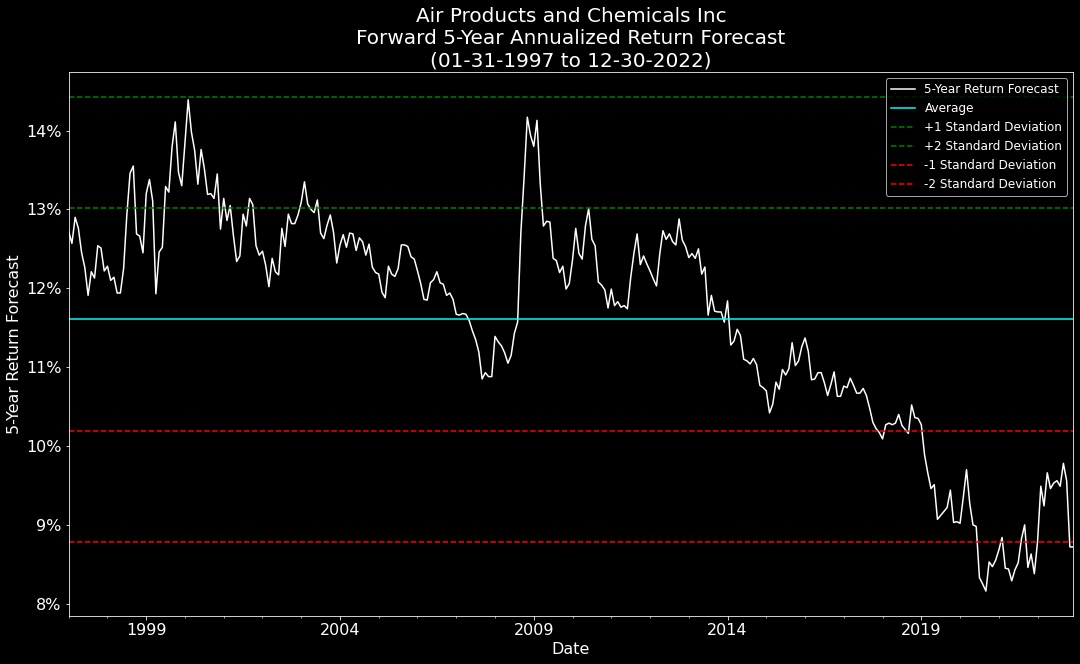 Air Products and Chemicals Inc
Forward 5-Year Annualized Return Forecast
(01-31-1997 to 12-30-2022)
5-Year Return Forecast
Average
+1 Standard Deviation
+2 Standard Deviation
-1 Standard Deviation
-2 Standard Deviation
5-Year Return Forecast
14%
13%
12%
11%
10%
9%
8%
1999 2004 2009 2014 2019
Date